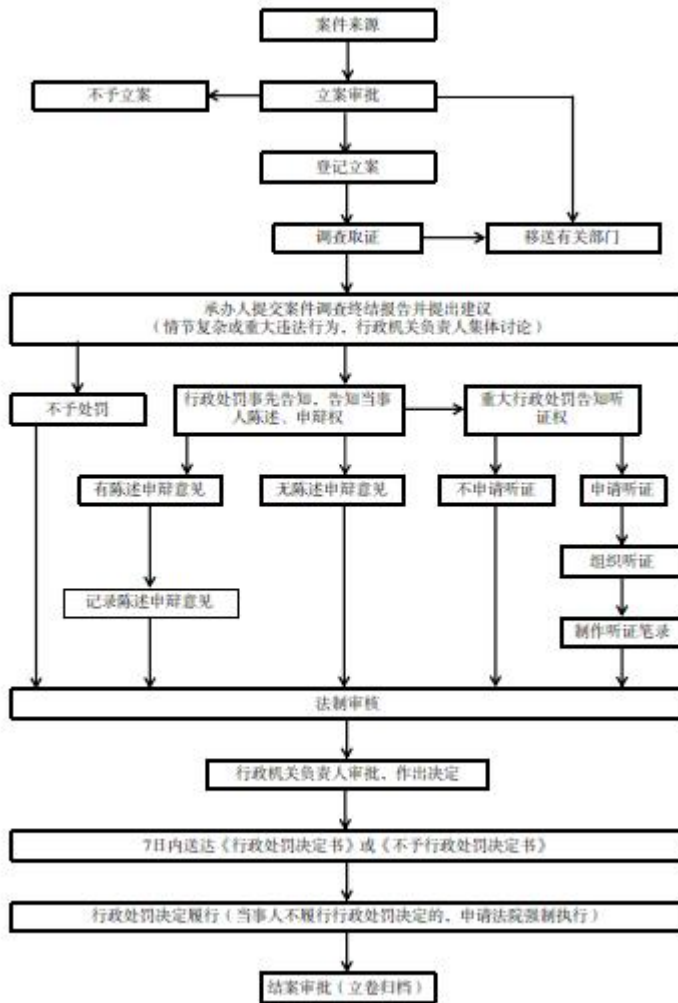 案件来源
不予立案
立案审批
登记立案
调查取证
移送有关部门
承办人提交案件调查终结报告并提出建议
（情节复杂或重大违法行为，行政机关负责人集体讨论）
不予处罚
行政处罚事先告知，告知当事
人陈述、申辩权
重大行政处罚告知听
证权
有陈述申辩意见
无陈述申辩意见
不申请听证
申请听证
组织听证
记录陈述申辩意见
制作听证笔录
法制审核
行政机关负责人审批，作出决定
7日内送达《行政处罚决定书》或《不予行政处罚决定书》
行政处罚决定履行（当事人不履行行政处罚决定的，申请法院强制执行）
结案审批（立卷归档）